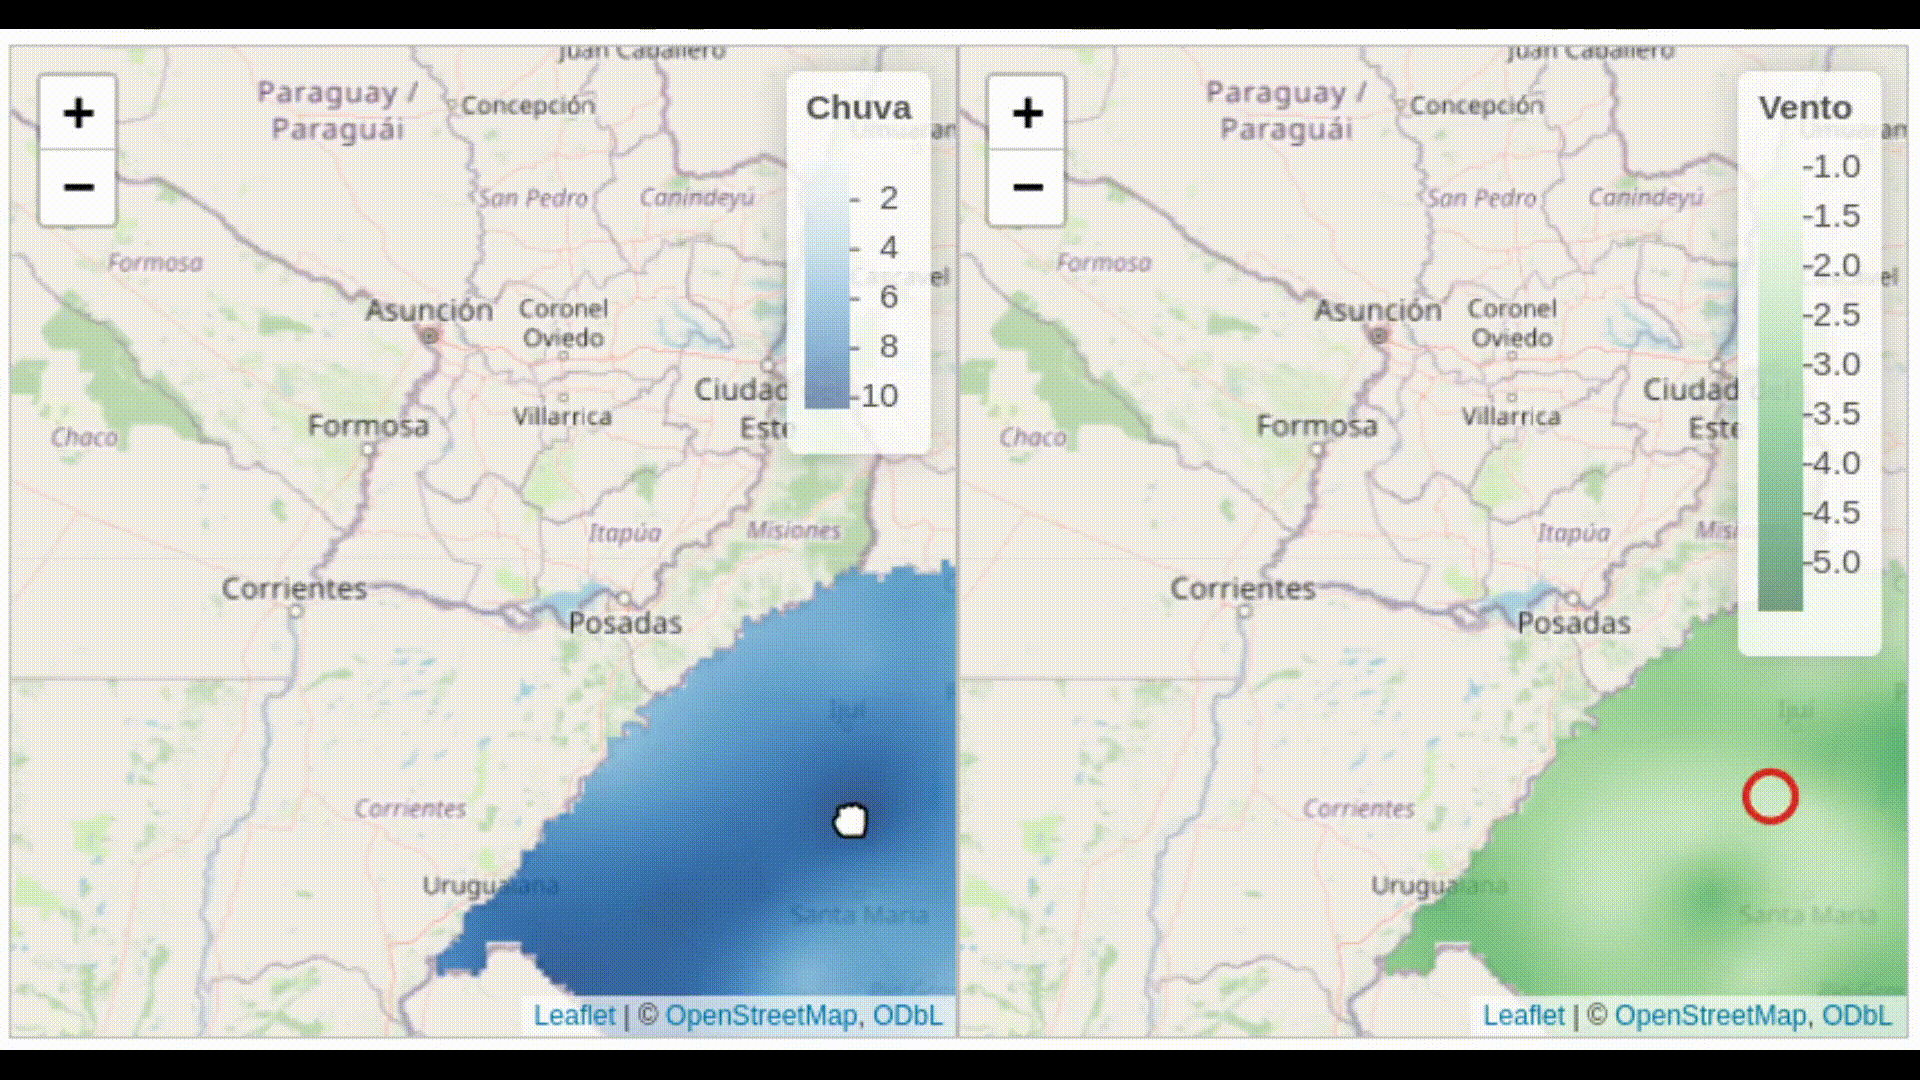 Juan Caballero
Paraguay /
Paraguái
Concepción
San Pedro
Canindeyú
Formosa
Asunción
Coronel
Oviedo
Ciudad
Este
Villarrica
Formosa
Chaco
Itapúa
Misiones
Corrientes
Posadas
Ijuí
Corrientes
Uruguaiana
Santa Maria
+
−
Chuva
2
4
6
8
10
Leaflet | © OpenStreetMap, ODbL
Juan Caballero
Paraguay /
Paraguái
Concepción
San Pedro
Canindeyú
Formosa
Asunción
Coronel
Oviedo
Ciudad
Este
Villarrica
Formosa
Chaco
Itapúa
Corrientes
Posadas
Ijuí
Corrientes
Uruguaiana
Santa Maria
+
−
Vento
-1.0
-1.5
-2.0
-2.5
-3.0
-3.5
-4.0
-4.5
-5.0
Leaflet | © OpenStreetMap, ODbL